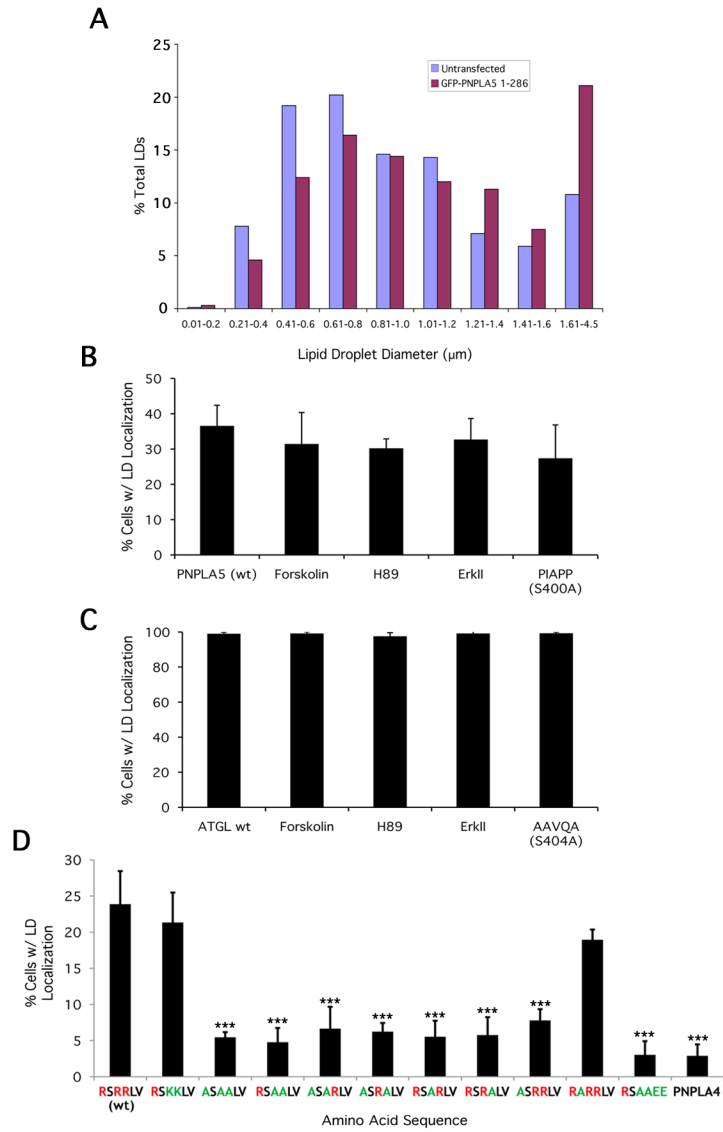 A
25
20
15
10
5
0
% Total LDs
Untransfected
GFP-PNPLA5 1-286
0.01-0.2 0.21-0.4 0.41-0.6 0.61-0.8 0.81-1.0 1.01-1.2 1.21-1.4 1.41-1.6 1.61-4.5
Lipid Droplet Diameter (µm)
B
50
40
30
20
10
0
% Cells w/ LD Localization
PNPLA5 (wt) Forskolin H89 ErkII PIAPP
(S400A)
C
100
80
60
40
20
0
% Cells w/ LD Localization
ATGL wt Forskolin H89 ErkII AAVQA
(S404A)
D
30
25
20
15
10
5
0
% Cells w/ LD
Localization
*** *** *** *** *** *** *** *** ***
RSRRLV RSKKLV ASAALV RSAALV ASARLV ASRALV RSARLV RSRALV ASRRLV RARRLV RSAAEE PNPLA4
(wt)
Amino Acid Sequence